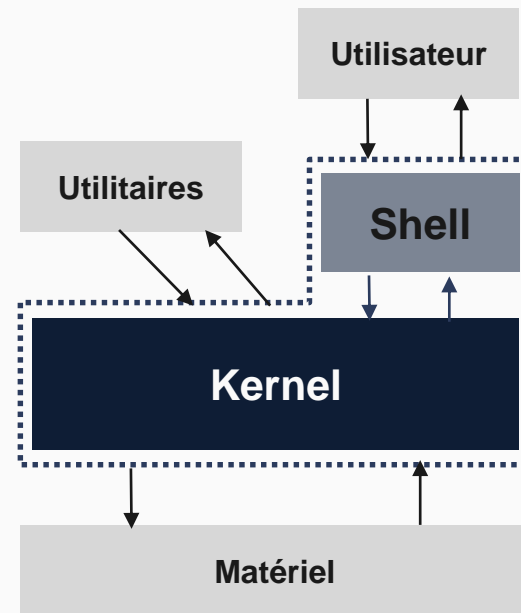 Utilisateur
Utilitaires
Shell
Kernel
Matériel